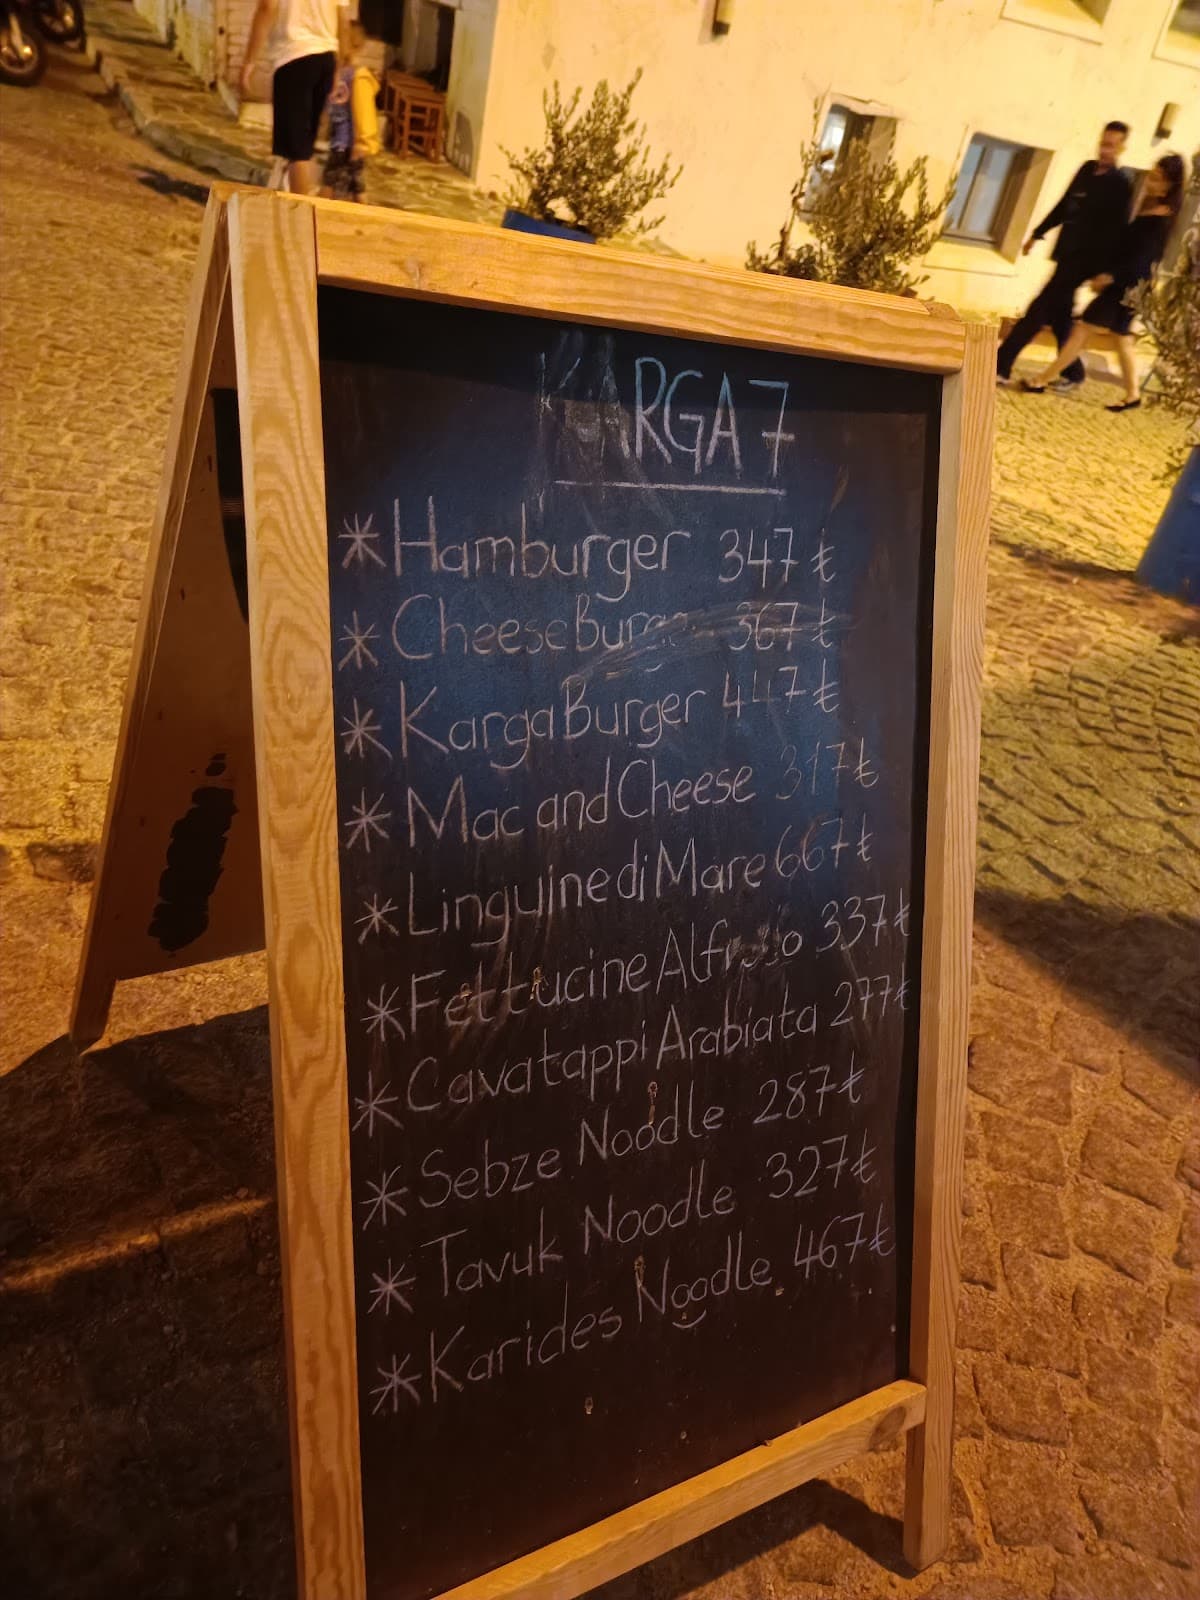 KARGA 7
* Hamburger 347 ₺
* CheeseBurger 367 ₺
* KargaBurger 447 ₺
* Mac and Cheese 317 ₺
* Linguine di Mare 667 ₺
* Fettucine Alfredo 337 ₺
* Cavatappi Arabiata 277 ₺
* Sebze Noodle 287 ₺
* Tavuk Noodle 327 ₺
* Karides Noodle 467 ₺